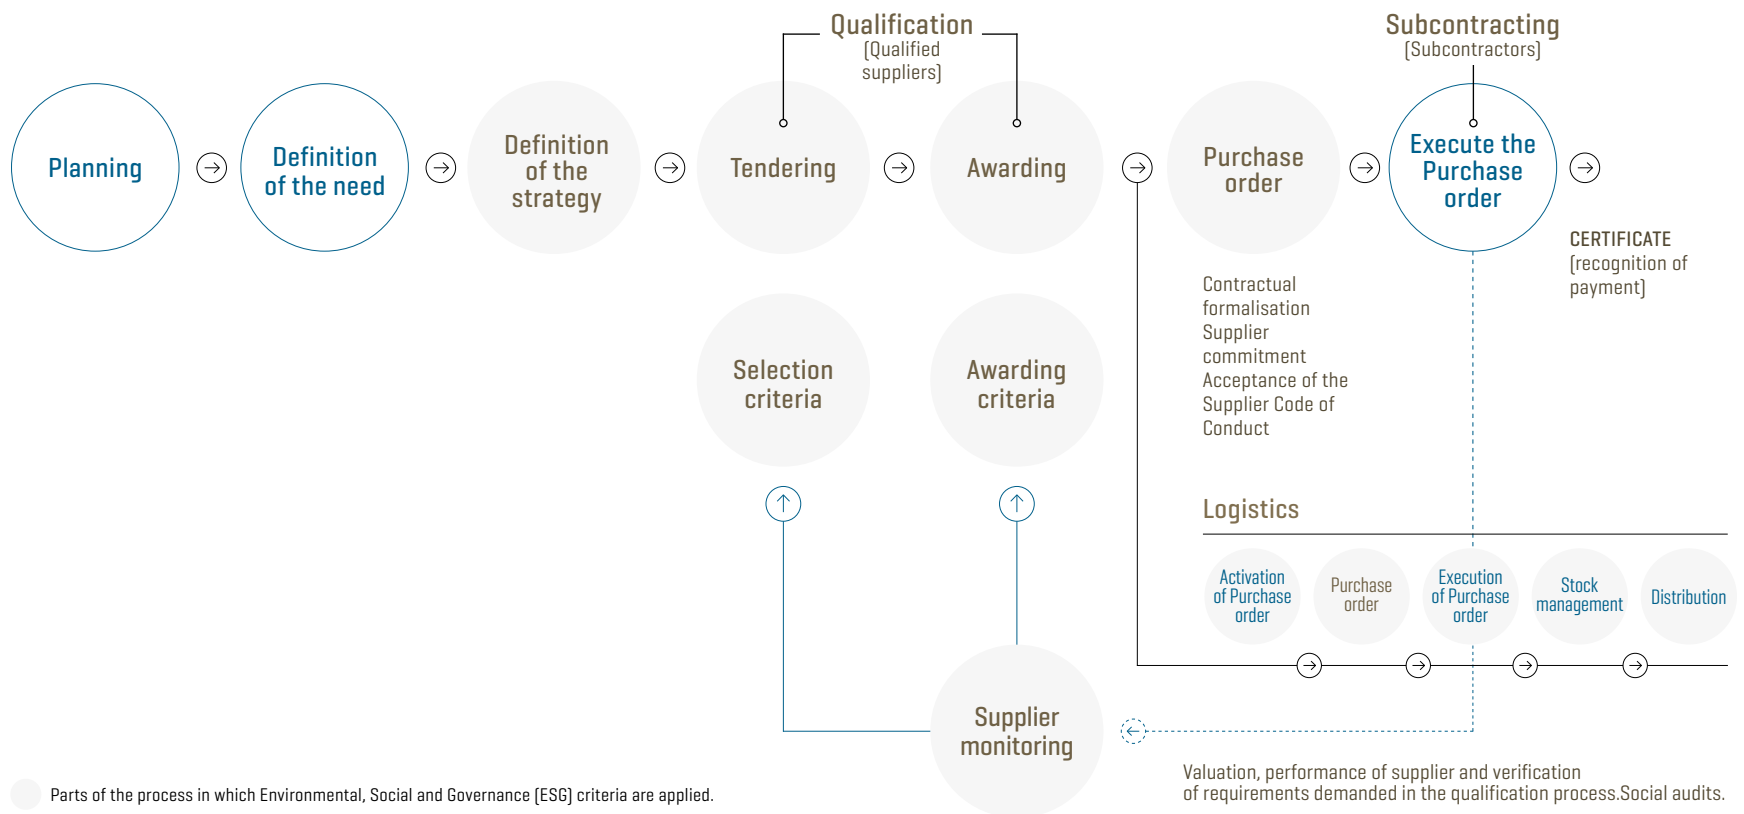 Qualification
(Qualified
suppliers)
Subcontracting
(Subcontractors)
Planning
Definition
of the need
Definition
of the
strategy
Tendering
Awarding
Purchase
order
Execute the
Purchase
order
CERTIFICATE
(recognition of
payment)
Contractual
formalisation
Supplier
commitment
Acceptance of the
Supplier Code of
Conduct
Selection
criteria
Awarding
criteria
Logistics
Activation
of Purchase
order
Purchase
order
Execution
of Purchase
order
Stock
management
Distribution
Supplier
monitoring
Valuation, performance of supplier and verification
of requirements demanded in the qualification process.Social audits.
Parts of the process in which Environmental, Social and Governance (ESG) criteria are applied.